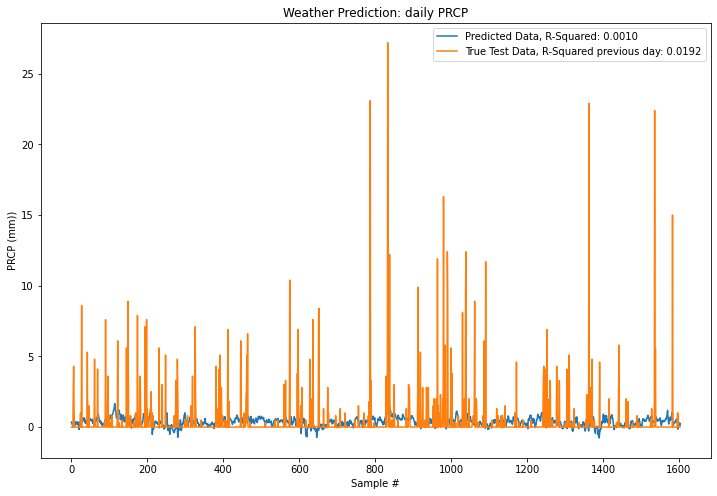 Weather Prediction: daily PRCP
Predicted Data, R-Squared: 0.0010
True Test Data, R-Squared previous day: 0.0192
25
20
15
10
5
0
PRCP (mm))
0 200 400 600 800 1000 1200 1400 1600
Sample #